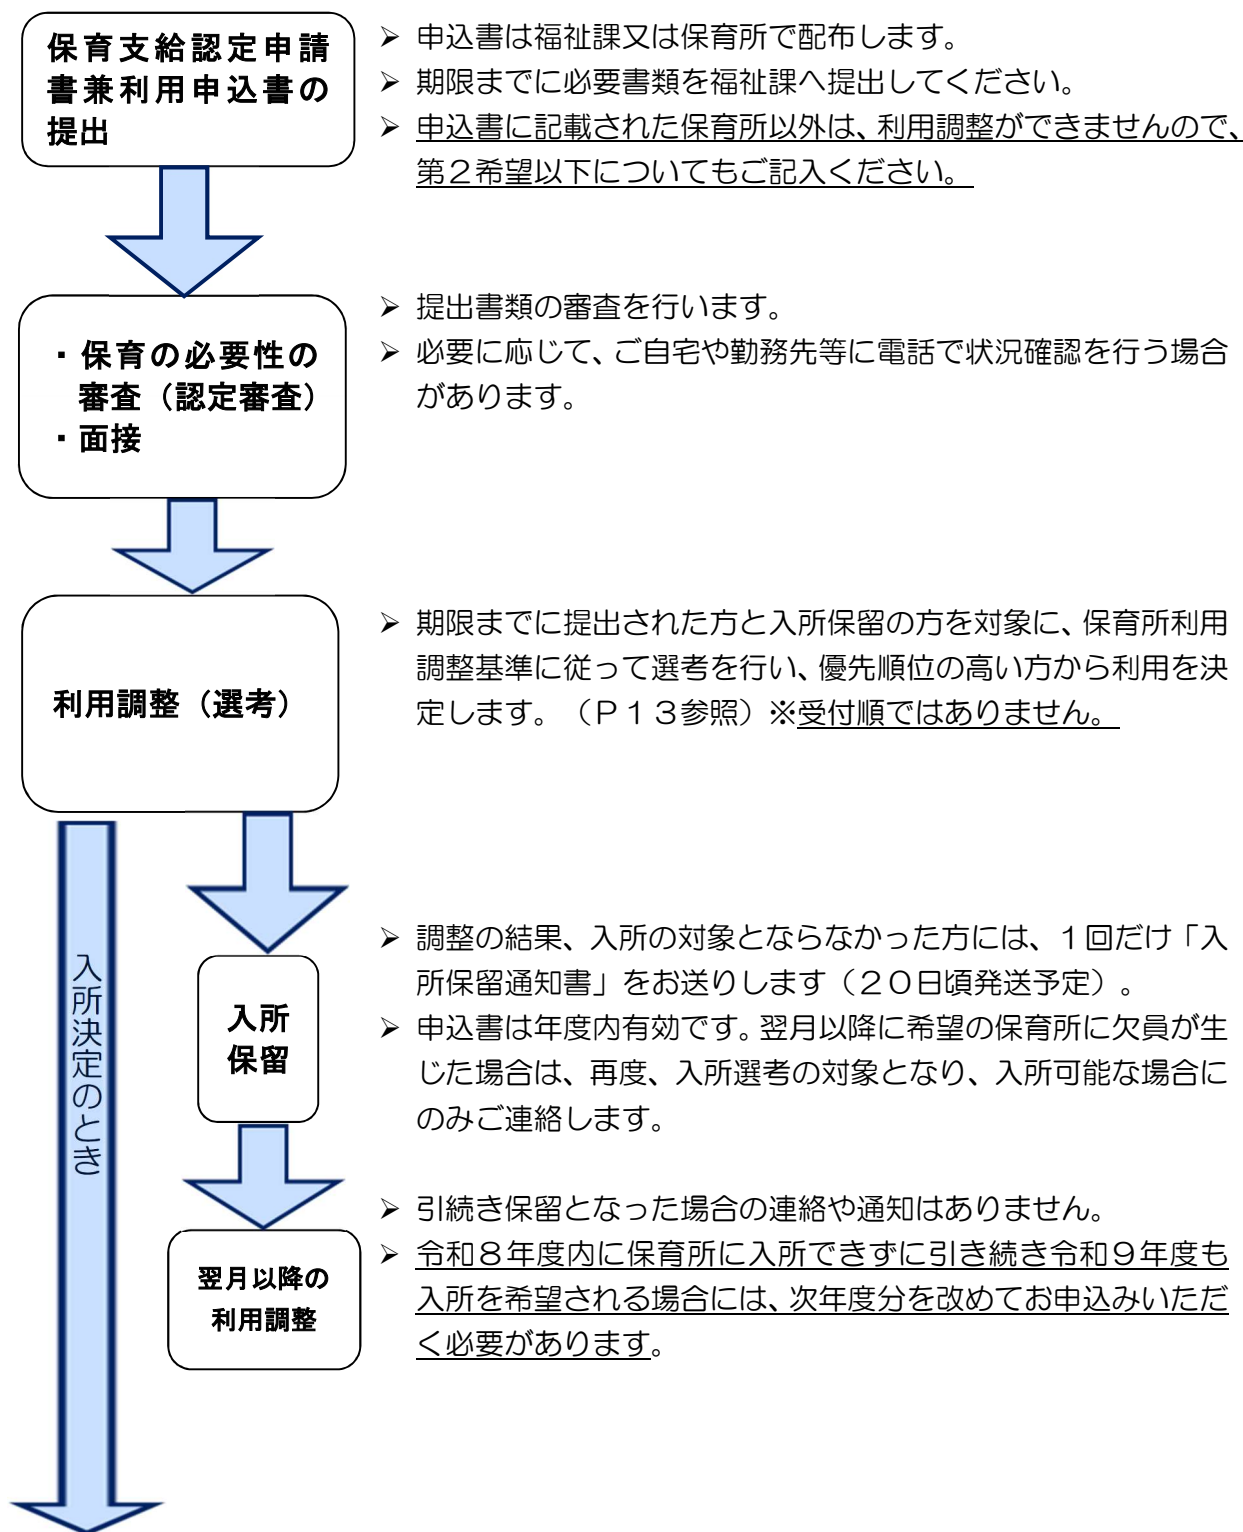 保育支給認定申請
書兼利用申込書の
提出
➢ 申込書は福祉課又は保育所で配布します。
➢ 期限までに必要書類を福祉課へ提出してください。
➢ 申込書に記載された保育所以外は、利用調整ができませんので、
第２希望以下についてもご記入ください。
・保育の必要性の
審査（認定審査）
・面接
➢ 提出書類の審査を行います。
➢ 必要に応じて、ご自宅や勤務先等に電話で状況確認を行う場合
があります。
利用調整（選考）
➢ 期限までに提出された方と入所保留の方を対象に、保育所利用
調整基準に従って選考を行い、優先順位の高い方から利用を決
定します。（Ｐ１３参照）※受付順ではありません。
入所決定のとき
入所
保留
➢ 調整の結果、入所の対象とならなかった方には、１回だけ「入
所保留通知書」をお送りします（２０日頃発送予定）。
➢ 申込書は年度内有効です。翌月以降に希望の保育所に欠員が生
じた場合は、再度、入所選考の対象となり、入所可能な場合に
のみご連絡します。
翌月以降の
利用調整
➢ 引続き保留となった場合の連絡や通知はありません。
➢ 令和８年度内に保育所に入所できずに引き続き令和９年度も
入所を希望される場合には、次年度分を改めてお申込みいただ
く必要があります。